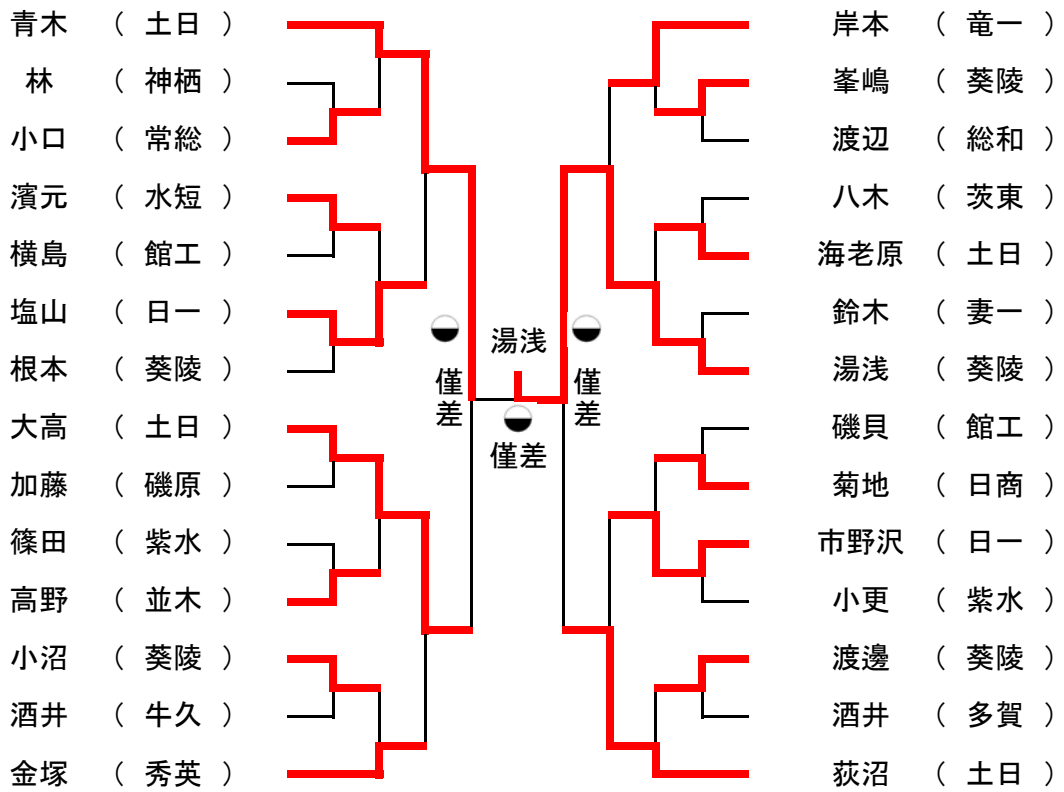 青木 （ 土日 ）
林 （ 神栖 ）
小口 （ 常総 ）
濱元 （ 水短 ）
横島 （ 館工 ）
塩山 （ 日一 ）
根本 （ 葵陵 ）
大高 （ 土日 ）
加藤 （ 磯原 ）
篠田 （ 紫水 ）
高野 （ 並木 ）
小沼 （ 葵陵 ）
酒井 （ 牛久 ）
金塚 （ 秀英 ）
僅差
湯浅
僅差
僅差
岸本 （ 竜一 ）
峯嶋 （ 葵陵 ）
渡辺 （ 総和 ）
八木 （ 茨東 ）
海老原 （ 土日 ）
鈴木 （ 妻一 ）
湯浅 （ 葵陵 ）
磯貝 （ 館工 ）
菊地 （ 日商 ）
市野沢 （ 日一 ）
小更 （ 紫水 ）
渡邊 （ 葵陵 ）
酒井 （ 多賀 ）
荻沼 （ 土日 ）